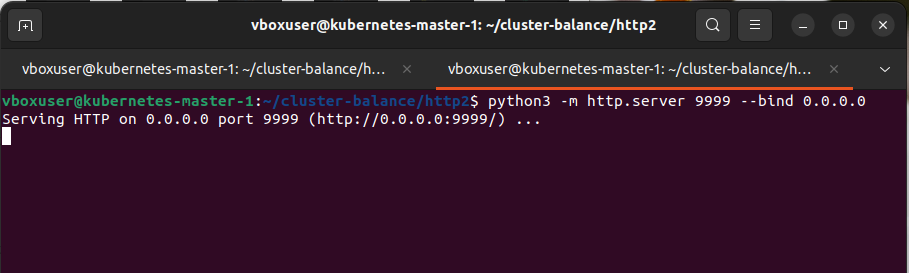 vboxuser@kubernetes-master-1: ~/cluster-balance/http2
vboxuser@kubernetes-master-1: ~/cluster-balance/h...
vboxuser@kubernetes-master-1: ~/cluster-balance/h...
vboxuser@kubernetes-master-1:~/cluster-balance/http2$ python3 -m http.server 9999 --bind 0.0.0.0
Serving HTTP on 0.0.0.0 port 9999 (http://0.0.0.0:9999/) ...